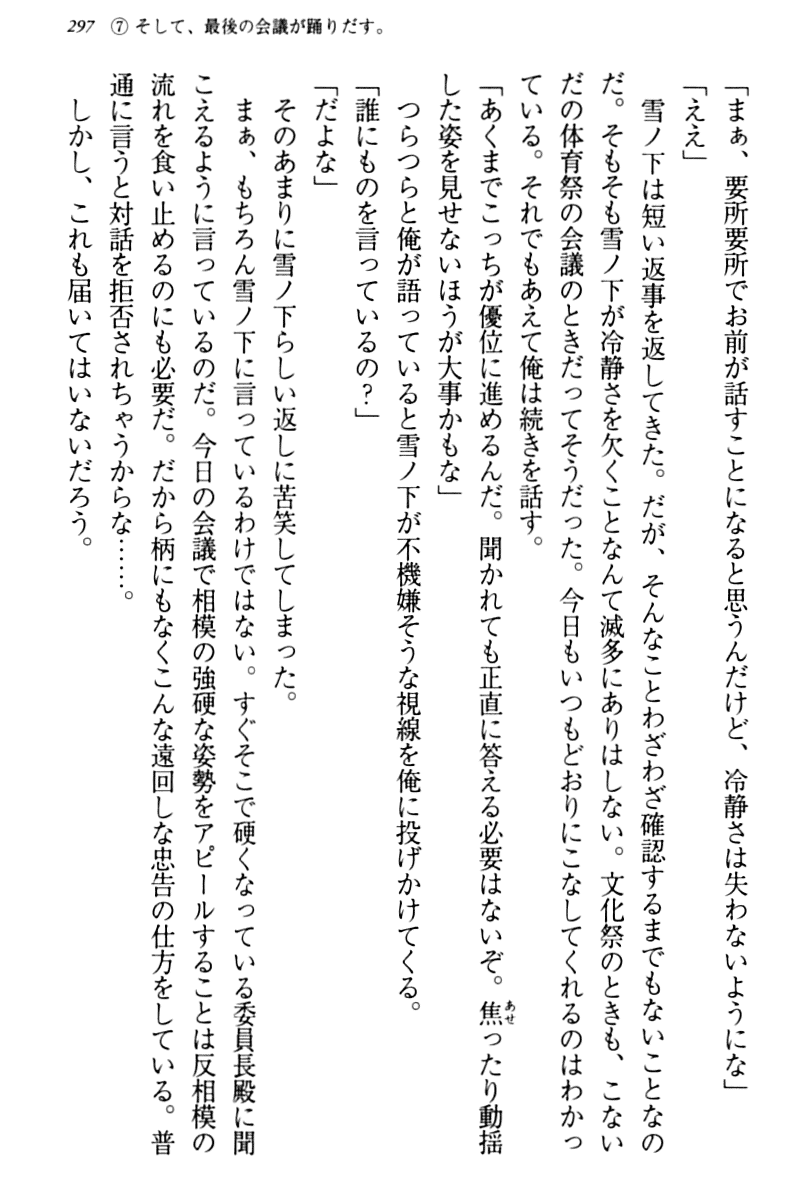 297 ⑦ そして、最後の会議が踊りだす。
「まぁ、要所要所でお前が話すことになると思うんだけど、冷静さは失わないようにな」
「ええ」
　雪ノ下は短い返事を返してきた。だが、そんなことわざわざ確認するまでもないことなの
だ。そもそも雪ノ下が冷静さを欠くことなんて滅多にありはしない。文化祭のときも、こない
だの体育祭の会議のときだってそうだった。今日もいつもどおりにこなしてくれるのはわかっ
ている。それでもあえて俺は続きを話す。
「あくまでこっちが優位に進めるんだ。聞かれても正直に答える必要はないぞ。焦ったり動揺
あせ
した姿を見せないほうが大事かもな」
　つらつらと俺が語っていると雪ノ下が不機嫌そうな視線を俺に投げかけてくる。
「誰にものを言っているの？」
「だよな」
　そのあまりに雪ノ下らしい返しに苦笑してしまった。
　まぁ、もちろん雪ノ下に言っているわけではない。すぐそこで硬くなっている委員長殿に聞
こえるように言っているのだ。今日の会議で相模の強硬な姿勢をアピールすることは反相模の
流れを食い止めるのにも必要だ。だから柄にもなくこんな遠回しな忠告の仕方をしている。普
通に言うと対話を拒否されちゃうからな……。
　しかし、これも届いてはいないだろう。